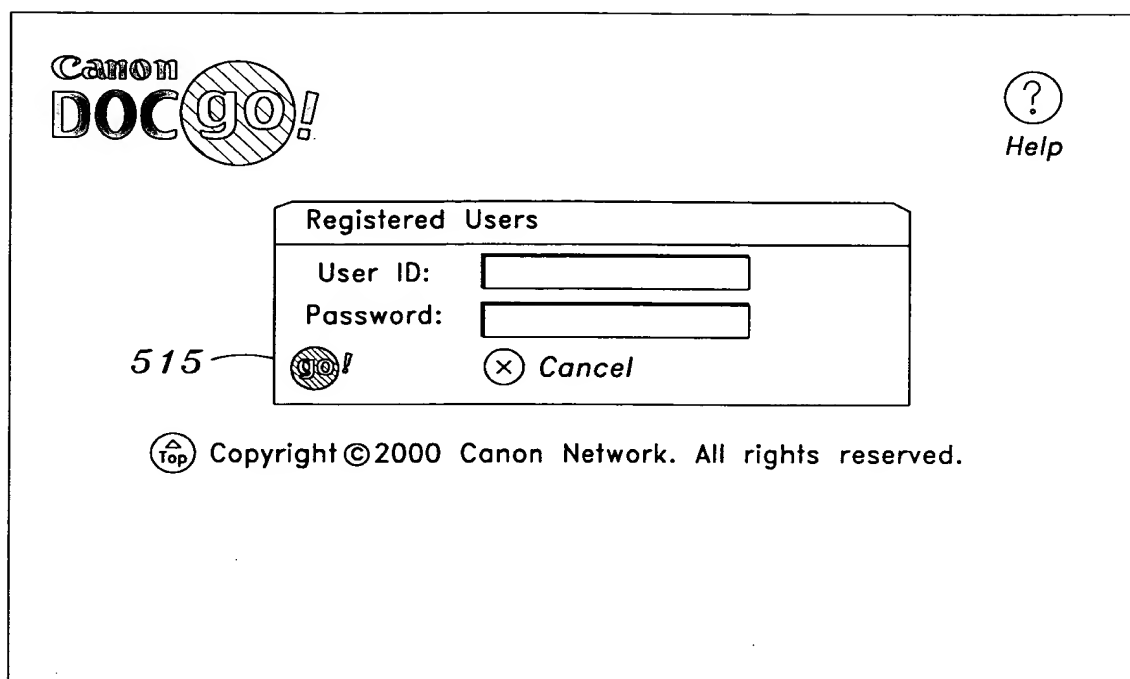 Canon
DOC go!
?
Help
Registered Users
User ID:
Password:
515 go! Cancel
Top Copyright ©2000 Canon Network. All rights reserved.